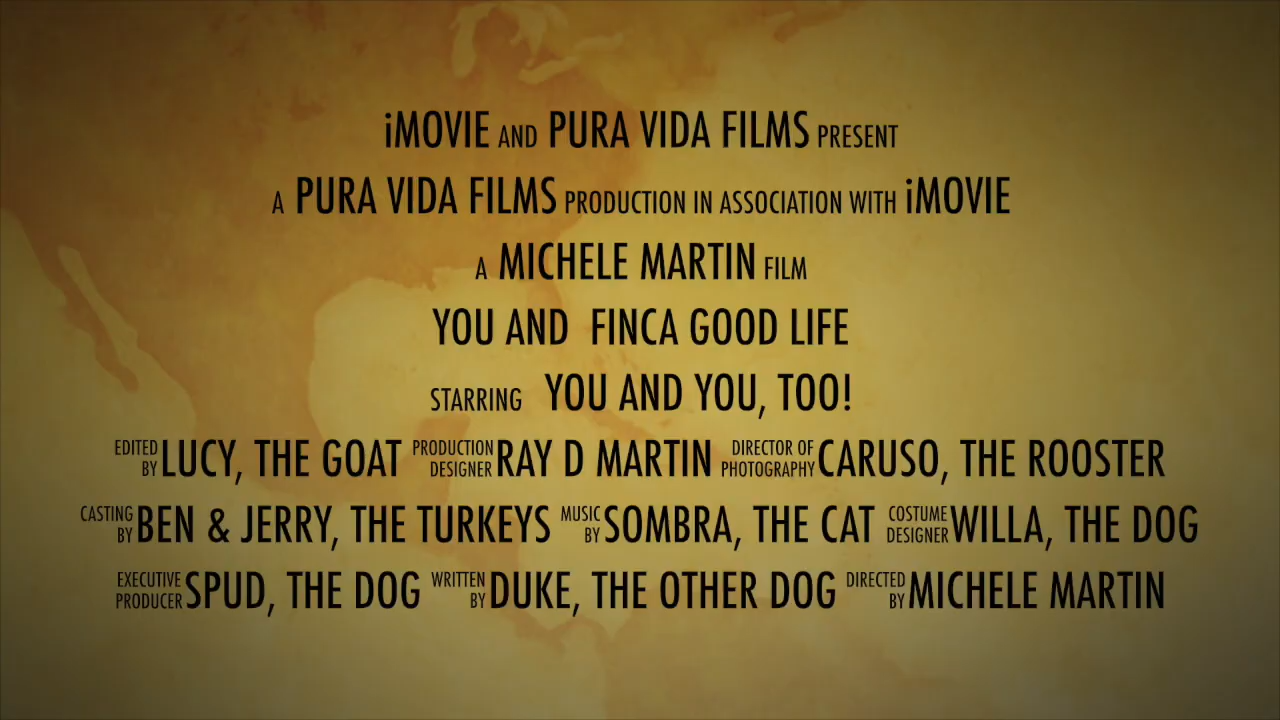 iMOVIE AND PURA VIDA FILMS PRESENT
A PURA VIDA FILMS PRODUCTION IN ASSOCIATION WITH iMOVIE
A MICHELE MARTIN FILM
YOU AND FINCA GOOD LIFE
STARRING YOU AND YOU, TOO!
EDITED BY LUCY, THE GOAT PRODUCTION DESIGNER RAY D MARTIN DIRECTOR OF PHOTOGRAPHY CARUSO, THE ROOSTER
CASTING BY BEN & JERRY, THE TURKEYS MUSIC BY SOMBRA, THE CAT COSTUME DESIGNER WILLA, THE DOG
EXECUTIVE PRODUCER SPUD, THE DOG WRITTEN BY DUKE, THE OTHER DOG DIRECTED BY MICHELE MARTIN